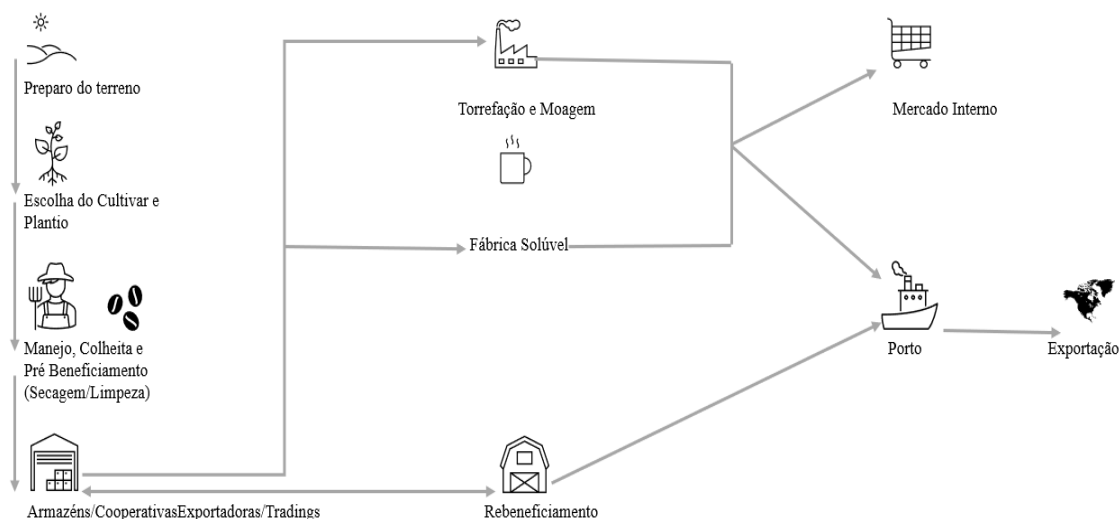 Preparo do terreno
Torrefação e Moagem
Mercado Interno
Escolha do Cultivar e
Plantio
Fábrica Solúvel
Manejo, Colheita e
Pré Beneficiamento
(Secagem/Limpeza)
Porto
Exportação
Armazéns/CooperativasExportadoras/Tradings
Rebeneficiamento